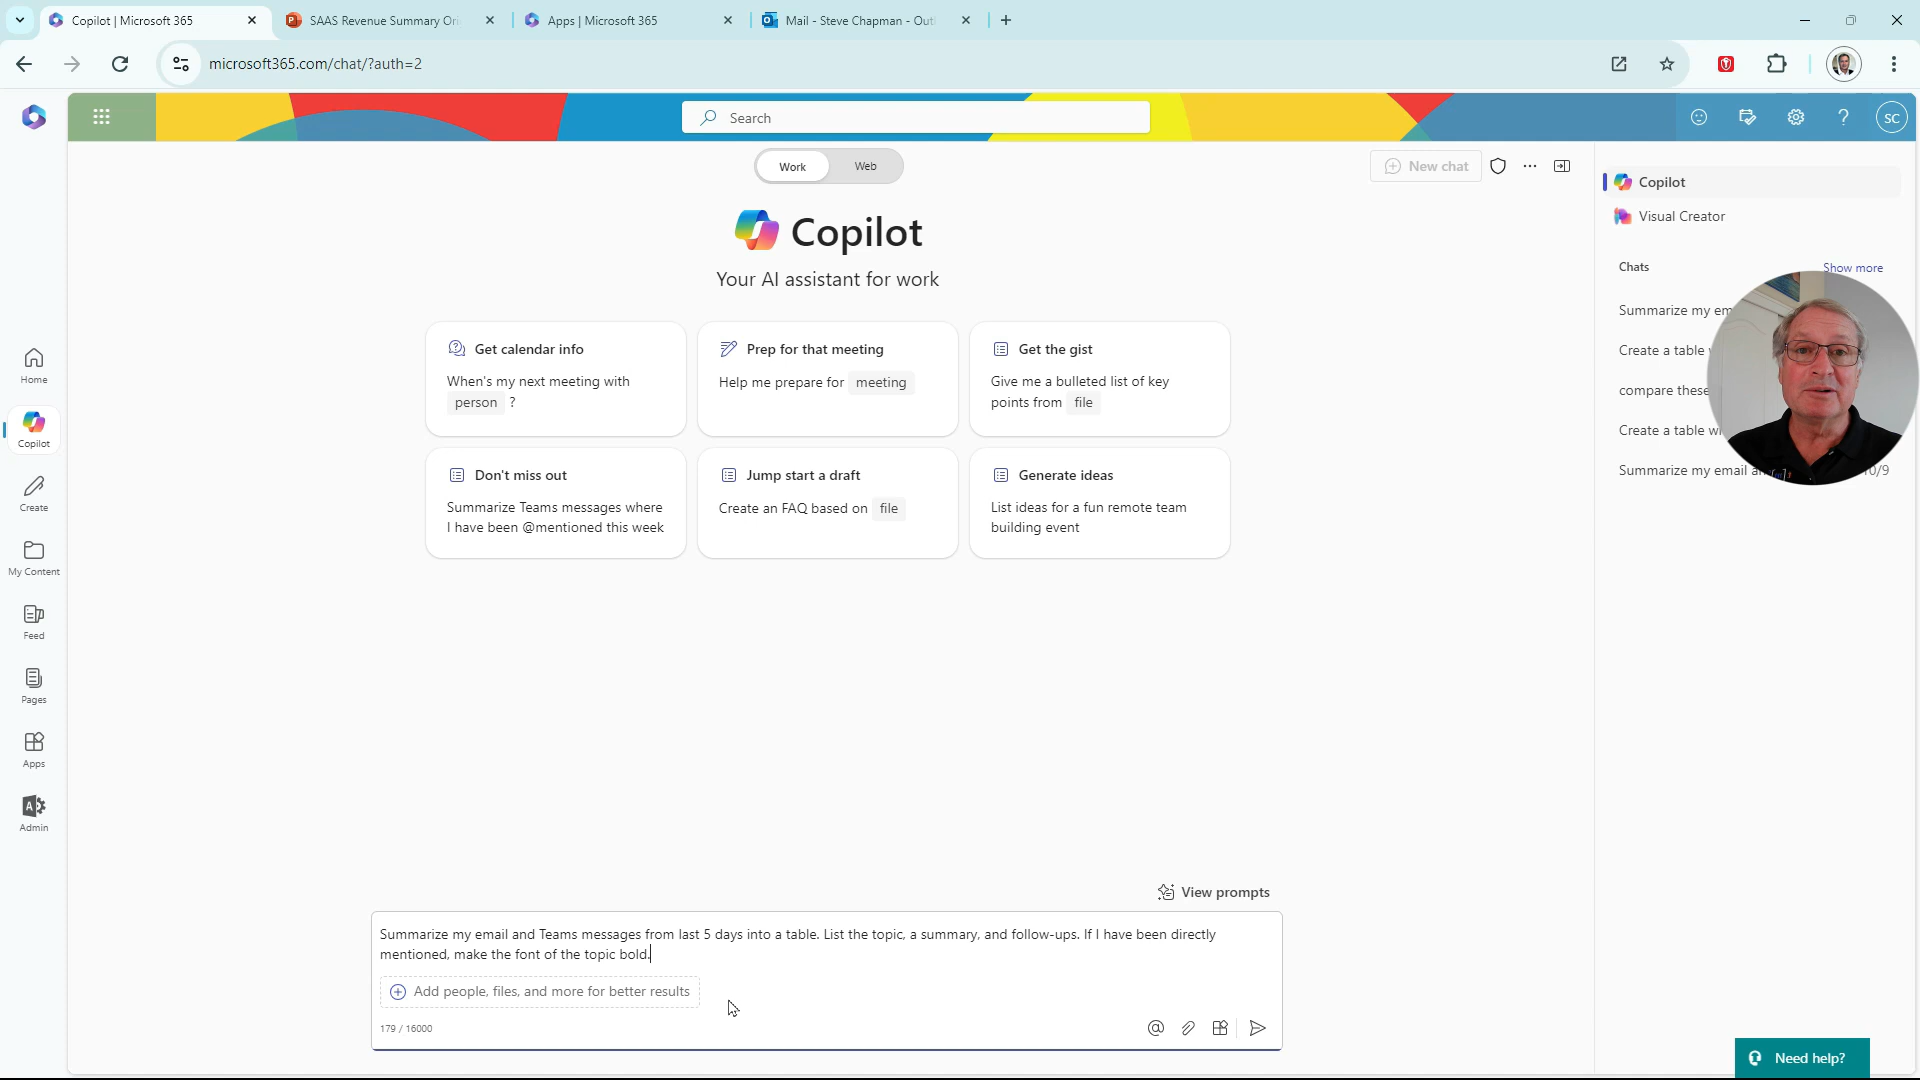 Copilot | Microsoft 365
SAAS Revenue Summary Ori
Apps | Microsoft 365
Mail - Steve Chapman - Out
microsoft365.com/chat/?auth=2
Search
SC
Work
Web
New chat
Copilot
Your AI assistant for work
Get calendar info
When's my next meeting with
person ?
Prep for that meeting
Help me prepare for meeting
Get the gist
Give me a bulleted list of key
points from file
Don't miss out
Summarize Teams messages where
I have been @mentioned this week
Jump start a draft
Create an FAQ based on file
Generate ideas
List ideas for a fun remote team
building event
Home
Copilot
Create
My Content
Feed
Pages
Apps
Admin
Copilot
Visual Creator
Chats
Show more
Summarize my em
Create a table
compare these
Create a table wi
Summarize my email a
10/9
View prompts
Summarize my email and Teams messages from last 5 days into a table. List the topic, a summary, and follow-ups. If I have been directly
mentioned, make the font of the topic bold.
Add people, files, and more for better results
179 / 16000
Need help?